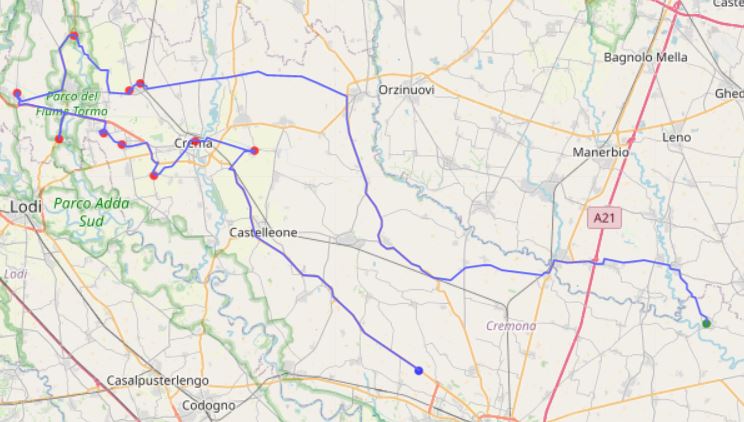 Caste
Bagnolo Mella
Orzinuovi
Ghed
Parco del
Fiume Tormo
Leno
Crema
Manerbio
Parco Adda
Sud
Lodi
A21
Castelleone
Lodi
Cremona
Casalpusterlengo
Codogno